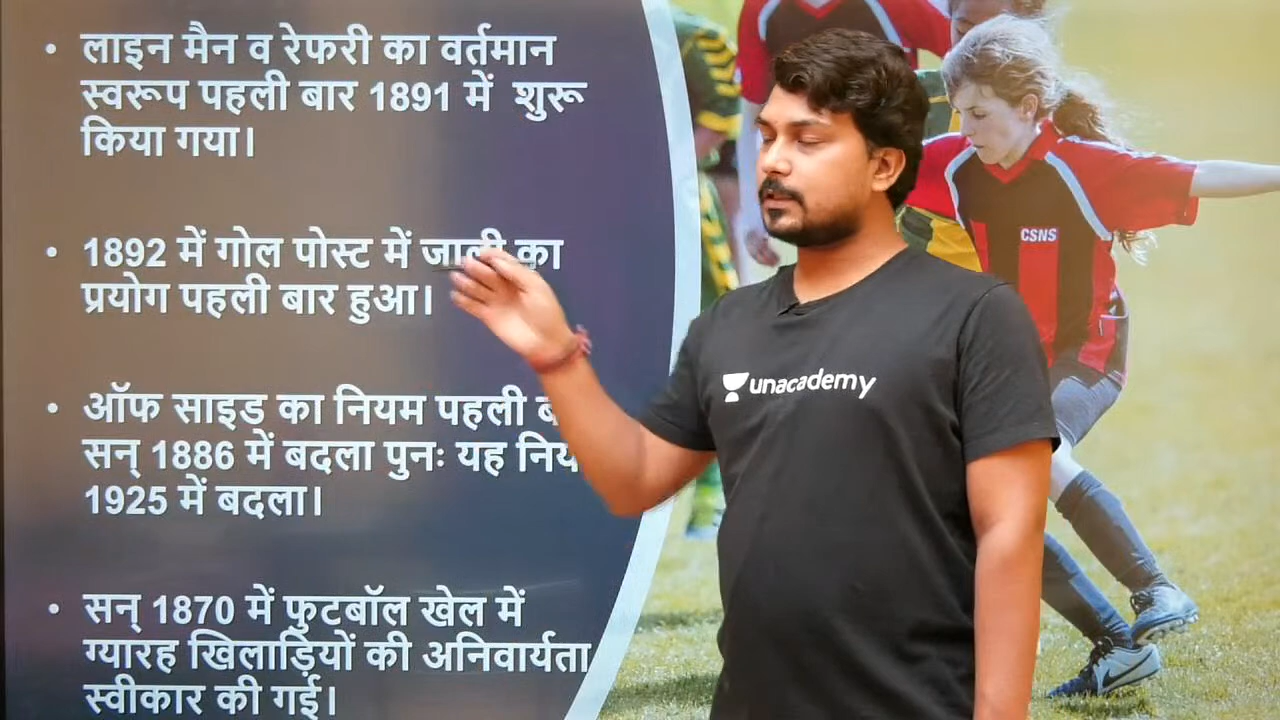 • लाइन मैन व रेफरी का वर्तमान
स्वरूप पहली बार 1891 में शुरू
किया गया।
• 1892 में गोल पोस्ट में जाली का
प्रयोग पहली बार हुआ।
• ऑफ साइड का नियम पहली
सन् 1886 में बदला पुनः यह
1925 में बदला।
• सन् 1870 में फुटबॉल खेल में
ग्यारह खिलाड़ियों की अनिवार्यता
स्वीकार की गई।
CSNS
unacademy